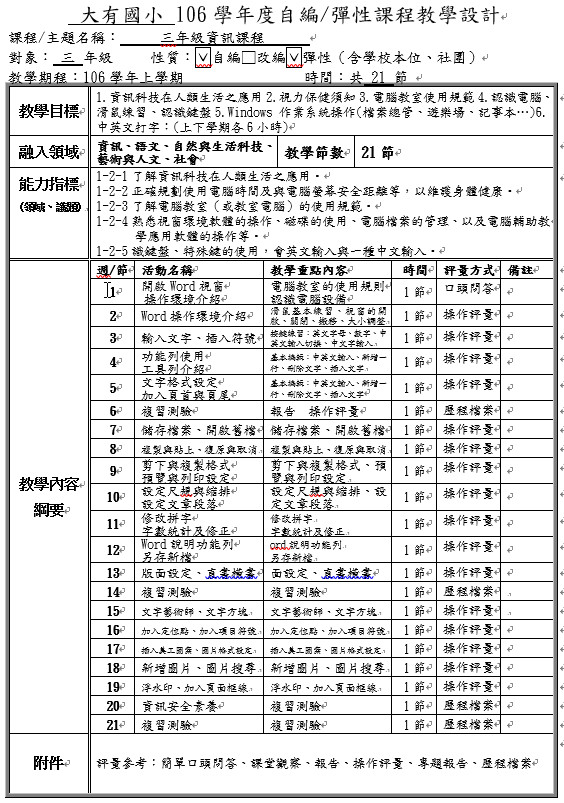 大有國小 106 學年度自編/彈性課程教學設計
課程/主題名稱： 三年級資訊課程
對象： 三 年級 性質：☑自編□改編☑彈性（含學校本位、社團）
教學期程：106 學年上學期 時間：共 21 節
教學目標 1.資訊科技在人類生活之應用 2.視力保健須知 3.電腦教室使用規範 4.認識電腦、
滑鼠練習、認識鍵盤 5.Windows 作業系統操作(檔案總管、遊樂場、記事本…)6.
中英文打字：(上下學期各 6 小時)
融入領域 資訊、語文、自然與生活科技、
藝術與人文、社會 教學節數 21 節
能力指標
(領域、議題)
1-2-1 了解資訊科技在人類生活之應用。
1-2-2 正確規劃使用電腦時間及與電腦螢幕安全距離等，以維護身體健康。
1-2-3 了解電腦教室（或教室電腦）的使用規範。
1-2-4 熟悉視窗環境軟體的操作、磁碟的使用、電腦檔案的管理、以及電腦輔助教
學應用軟體的操作等。
1-2-5 識鍵盤、特殊鍵的使用，會英文輸入與一種中文輸入。
教學內容
綱要
週/節 活動名稱 教學重點內容 時間 評量方式 備註
1 開啟 Word 視窗
操作環境介紹 電腦教室的使用規則
認識電腦設備 1 節 口頭問答
2 Word 操作環境介紹 滑鼠基本練習、視窗的開
啟、關閉、搬移、大小調整 1 節 操作評量
3 輸入文字、插入符號 按鍵練習：英文字母、數字、中
英文輸入切換、中文字輸入 1 節 操作評量
4 功能列使用
工具列介紹 基本編輯：中英文輸入、新增一
行、刪除文字、插入文字 1 節 操作評量
5 文字格式設定
加入頁首與頁尾 基本編輯：中英文輸入、新增一
行、刪除文字、插入文字 1 節 操作評量
6 複習測驗 報告 操作評量 1 節 歷程檔案
7 儲存檔案、開啟舊檔 儲存檔案、開啟舊檔 1 節 操作評量
8 複製與貼上、復原與取消 複製與貼上、復原與取消 1 節 操作評量
9 剪下與複製格式
預覽與列印設定 剪下與複製格式、預
覽與列印設定 1 節 操作評量
10 設定尺規與縮排
設定文章段落 設定尺規與縮排、設
定文章段落 1 節 操作評量
11 修改拼字
字數統計及修正 修改拼字
字數統計及修正 1 節 操作評量
12 Word 說明功能列
另存新檔 ord 說明功能列
另存新檔 1 節 操作評量
13 版面設定、直書橫書 面設定、直書橫書 1 節 操作評量
14 複習測驗 複習測驗 1 節 歷程檔案
15 文字藝術師、文字方塊 文字藝術師、文字方塊 1 節 操作評量
16 加入定位點、加入項目符號 加入定位點、加入項目符號 1 節 操作評量
17 插入美工圖案、圖片格式設定 插入美工圖案、圖片格式設定 1 節 操作評量
18 新增圖片、圖片搜尋 新增圖片、圖片搜尋 1 節 操作評量
19 浮水印、加入頁面框線 浮水印、加入頁面框線 1 節 操作評量
20 資訊安全素養 複習測驗 1 節 歷程檔案
21 複習測驗 複習測驗 1 節 歷程檔案
附件 評量參考：簡單口頭問答、課堂觀察、報告、操作評量、專題報告、歷程檔案